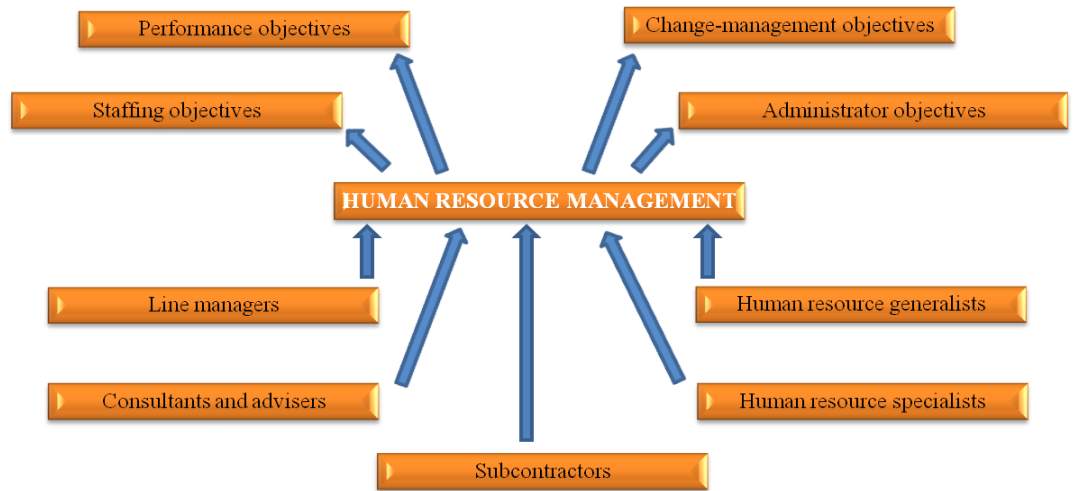 Performance objectives
Change-management objectives
Staffing objectives
Administrator objectives
HUMAN RESOURCE MANAGEMENT
Line managers
Human resource generalists
Consultants and advisers
Human resource specialists
Subcontractors